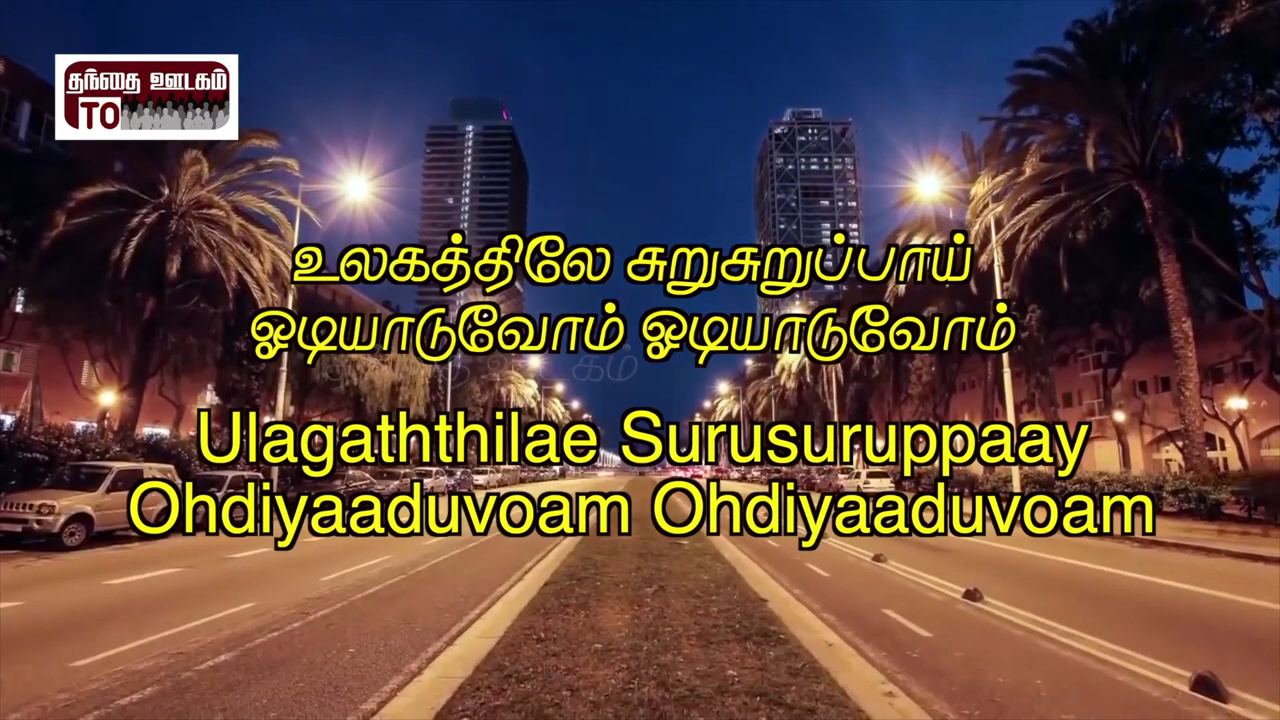 தந்தை ஊடகம்
TO
உலகத்திலே சுறுசுறுப்பாய்
ஓடியாடுவோம் ஓடியாடுவோம்
Ulagaththilae Surusuruppaay
Ohdiyaaduvoam Ohdiyaaduvoam